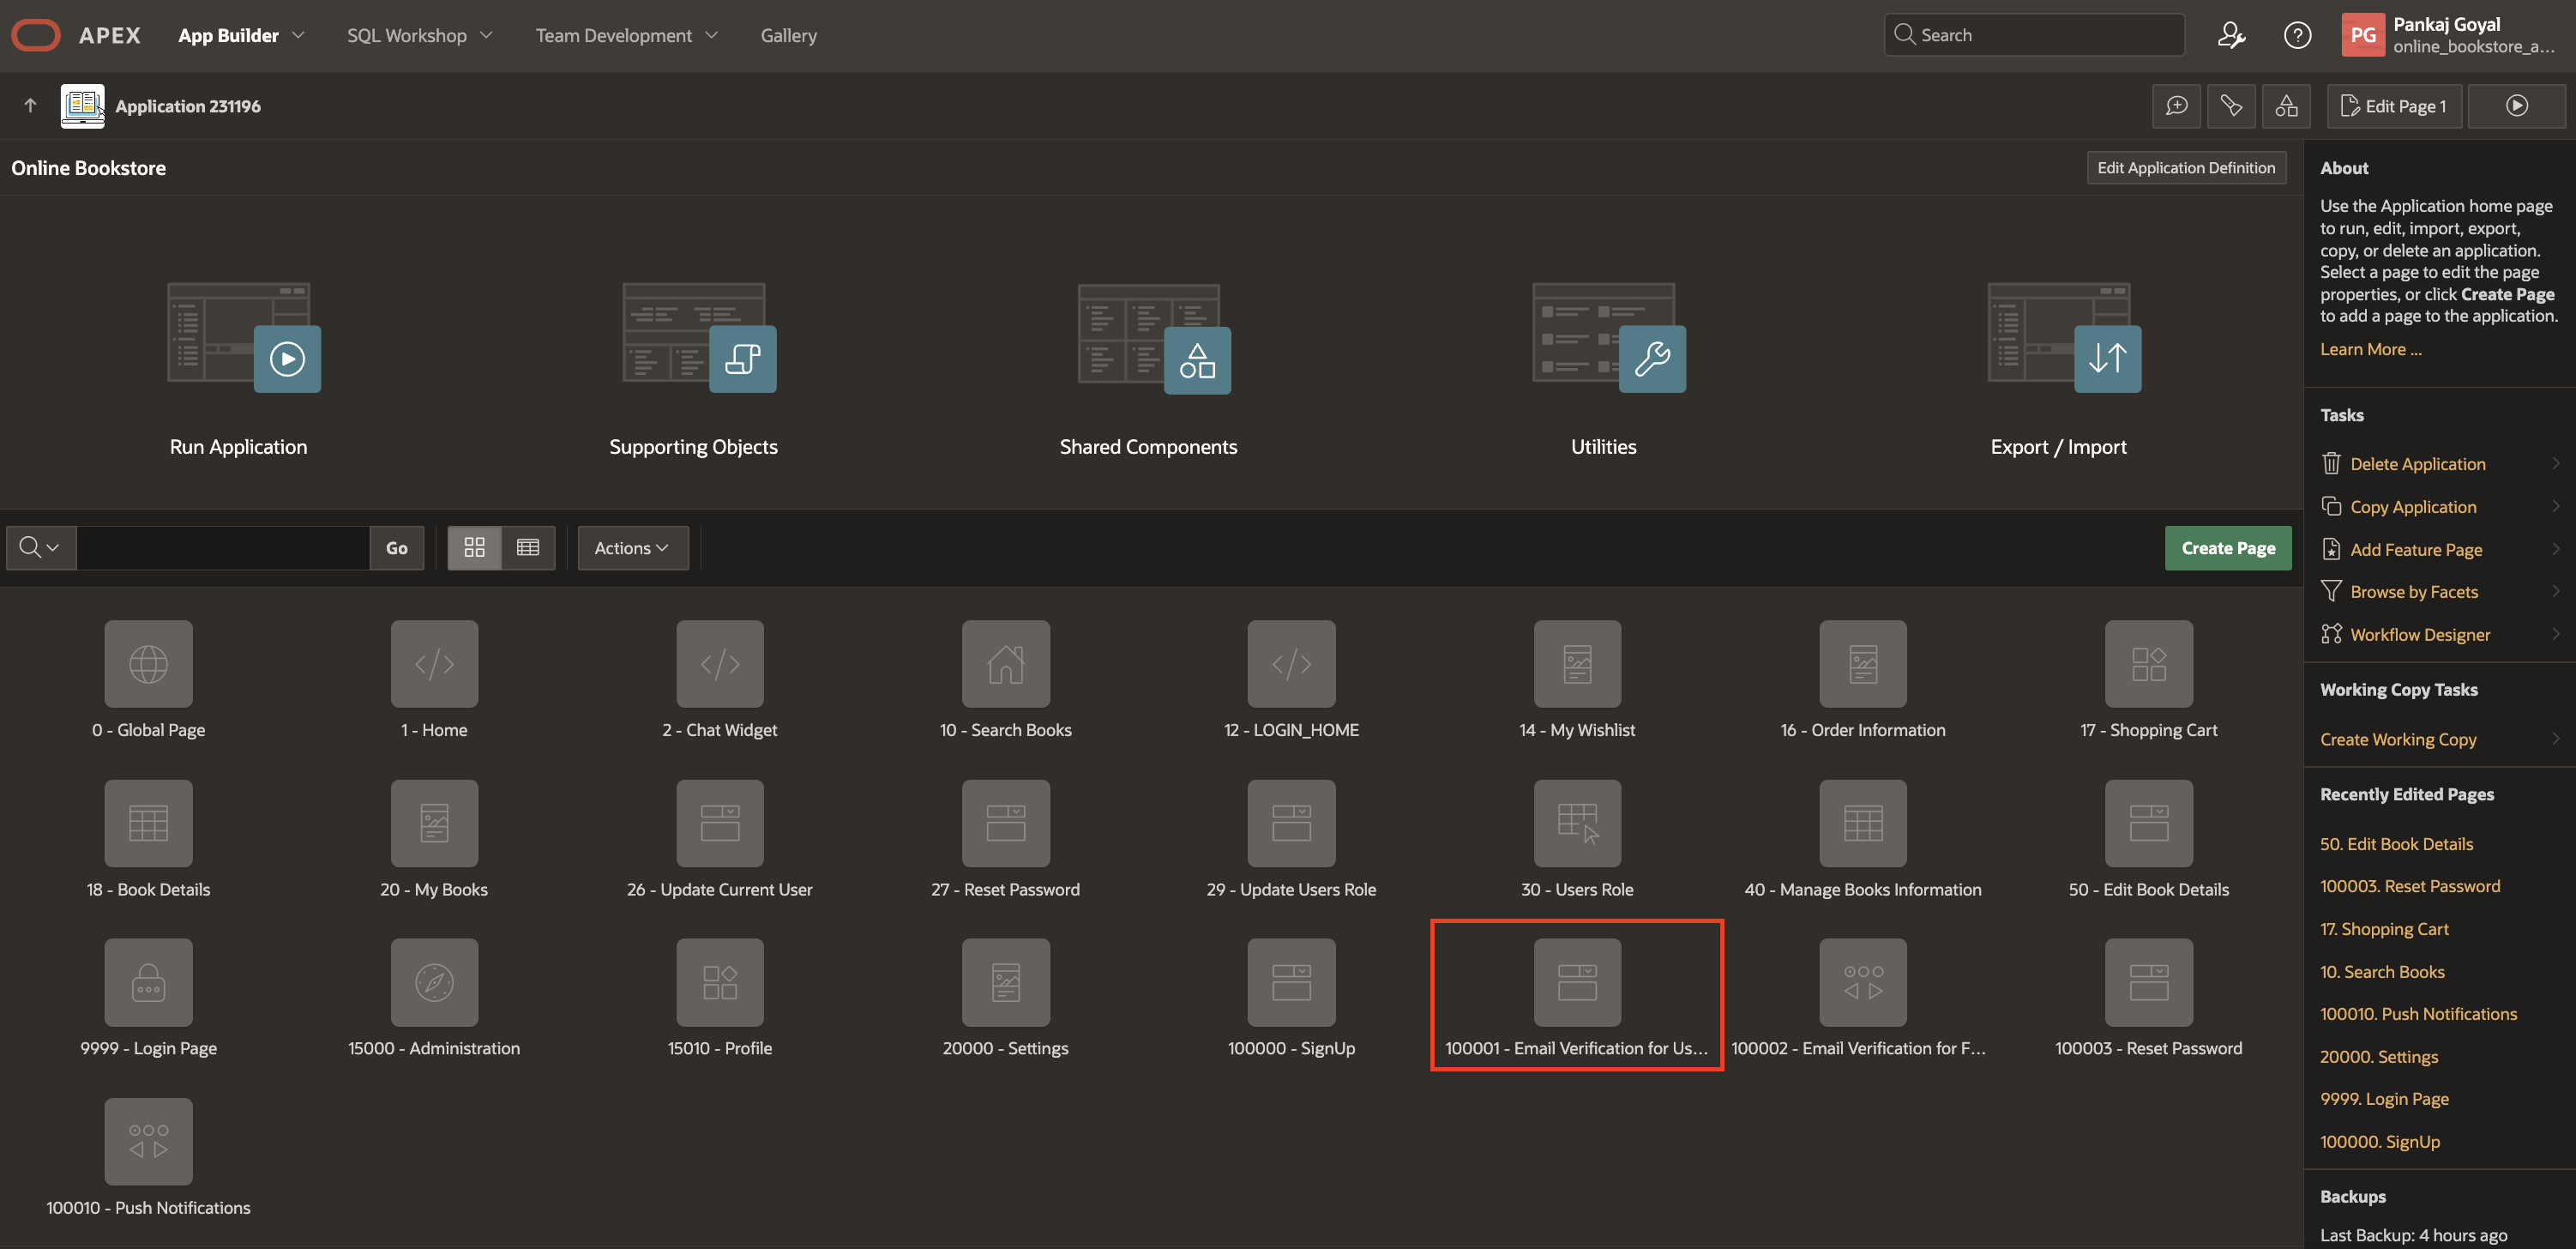 APEX
App Builder
SQL Workshop
Team Development
Gallery
Search
PG
Pankaj Goyal
online_bookstore_a...
Application 231196
Edit Page 1
Online Bookstore
Edit Application Definition
Run Application
Supporting Objects
Shared Components
Utilities
Export / Import
Go
Actions
Create Page
0 - Global Page
1 - Home
2 - Chat Widget
10 - Search Books
12 - LOGIN_HOME
14 - My Wishlist
16 - Order Information
17 - Shopping Cart
18 - Book Details
20 - My Books
26 - Update Current User
27 - Reset Password
29 - Update Users Role
30 - Users Role
40 - Manage Books Information
50 - Edit Book Details
9999 - Login Page
15000 - Administration
15010 - Profile
20000 - Settings
100000 - SignUp
100001 - Email Verification for Us...
100002 - Email Verification for F...
100003 - Reset Password
100010 - Push Notifications
About
Use the Application home page
to run, edit, import, export,
copy, or delete an application.
Select a page to edit the page
properties, or click Create Page
to add a page to the application.
Learn More ...
Tasks
Delete Application
Copy Application
Add Feature Page
Browse by Facets
Workflow Designer
Working Copy Tasks
Create Working Copy
Recently Edited Pages
50. Edit Book Details
100003. Reset Password
17. Shopping Cart
10. Search Books
100010. Push Notifications
20000. Settings
9999. Login Page
100000. SignUp
Backups
Last Backup: 4 hours ago